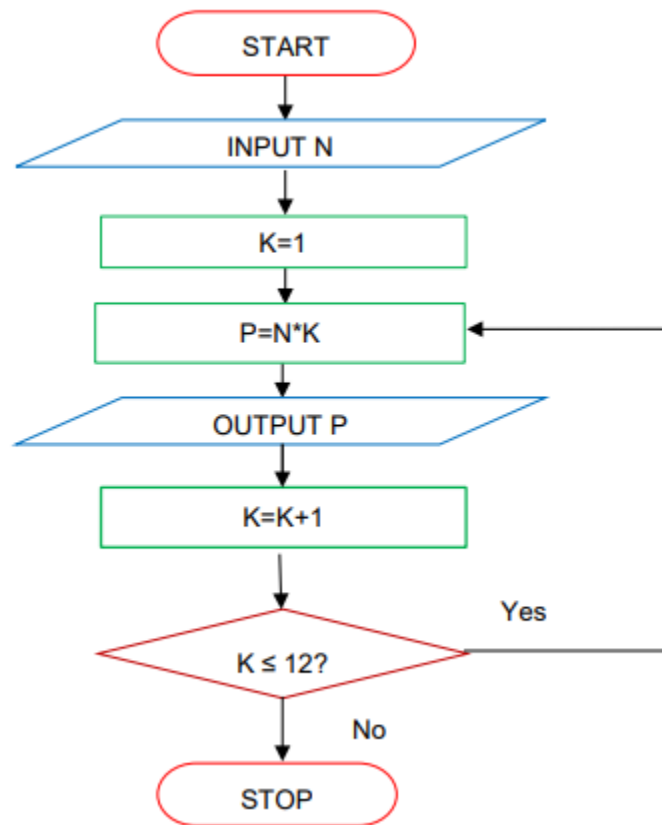 START
INPUT N
K=1
P=N*K
OUTPUT P
K=K+1
Yes
K ≤ 12?
No
STOP